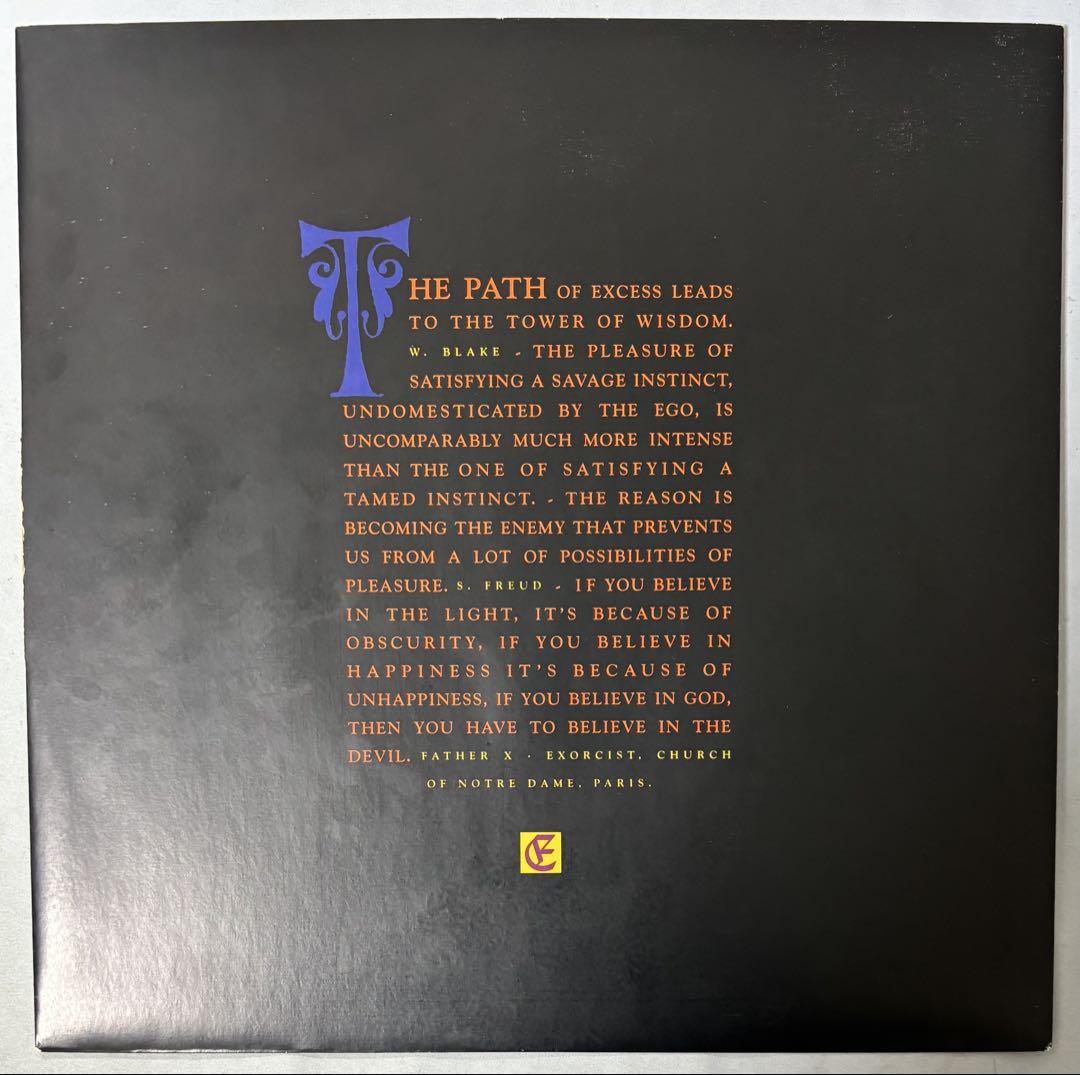 THE PATH OF EXCESS LEADS
TO THE TOWER OF WISDOM.
W. BLAKE - THE PLEASURE OF
SATISFYING A SAVAGE INSTINCT,
UNDOMESTICATED BY THE EGO, IS
UNCOMPARABLY MUCH MORE INTENSE
THAN THE ONE OF SATISFYING A
TAMED INSTINCT. - THE REASON IS
BECOMING THE ENEMY THAT PREVENTS
US FROM A LOT OF POSSIBILITIES OF
PLEASURE. S. FREUD - IF YOU BELIEVE
IN THE LIGHT, IT'S BECAUSE OF
OBSCURITY, IF YOU BELIEVE IN
HAPPINESS IT'S BECAUSE OF
UNHAPPINESS, IF YOU BELIEVE IN GOD,
THEN YOU HAVE TO BELIEVE IN THE
DEVIL. FATHER X · EXORCIST, CHURCH
OF NOTRE DAME, PARIS.
E